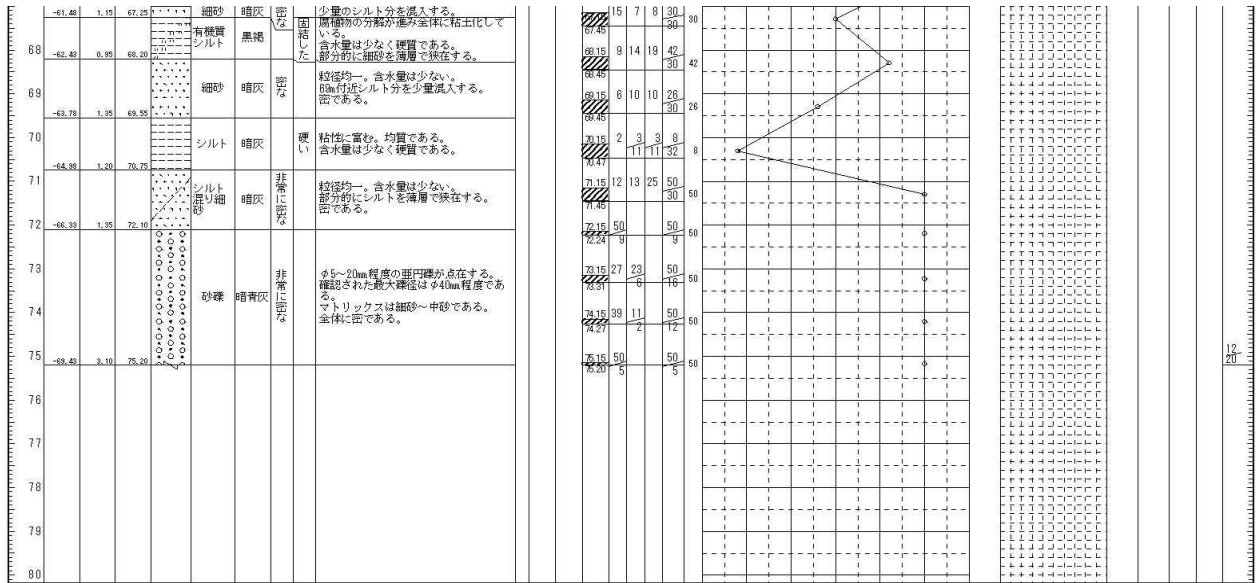 -61.48 1.15 67.25 細砂 暗灰 密な 少量のシルト分を混入する。
68
-62.43 0.95 68.20 有機質シルト 黒褐 固結した 腐植物の分解が進み全体に粘土化して
いる。
含水量は少なく硬質である。
部分的に細砂を薄層で狭在する。
69
-63.78 1.35 69.55 細砂 暗灰 密な 粒径均一。含水量は少ない。
69m付近シルト分を少量混入する。
密である。
70
-64.98 1.20 70.75 シルト 暗灰 硬い 粘性に富む。均質である。
含水量は少なく硬質である。
71
72
-66.33 1.35 72.10 シルト混り細砂 暗灰 非常に密な 粒径均一。含水量は少ない。
部分的にシルトを薄層で狭在する。
密である。
73
74
75
-69.43 3.10 75.20 砂礫 暗青灰 非常に密な φ5~20mm程度の亜円礫が点在する。
確認された最大礫径はφ40mm程度であ
る。
マトリックスは細砂~中砂である。
全体に密である。
76
77
78
79
80
15 7 8 30
67.45 30 30
68.15 9 14 19 42
68.45 30 42
69.15 6 10 10 26
69.45 30 26
70.15 2 3 3 8
70.47 11 11 32 8
71.15 12 13 25 50
71.45 30 50
72.15 50 50
72.24 9 9 50
73.15 27 23 50
73.31 6 16 50
74.15 39 11 50
74.27 2 12 50
75.15 50 50
75.20 5 5 50
12
20